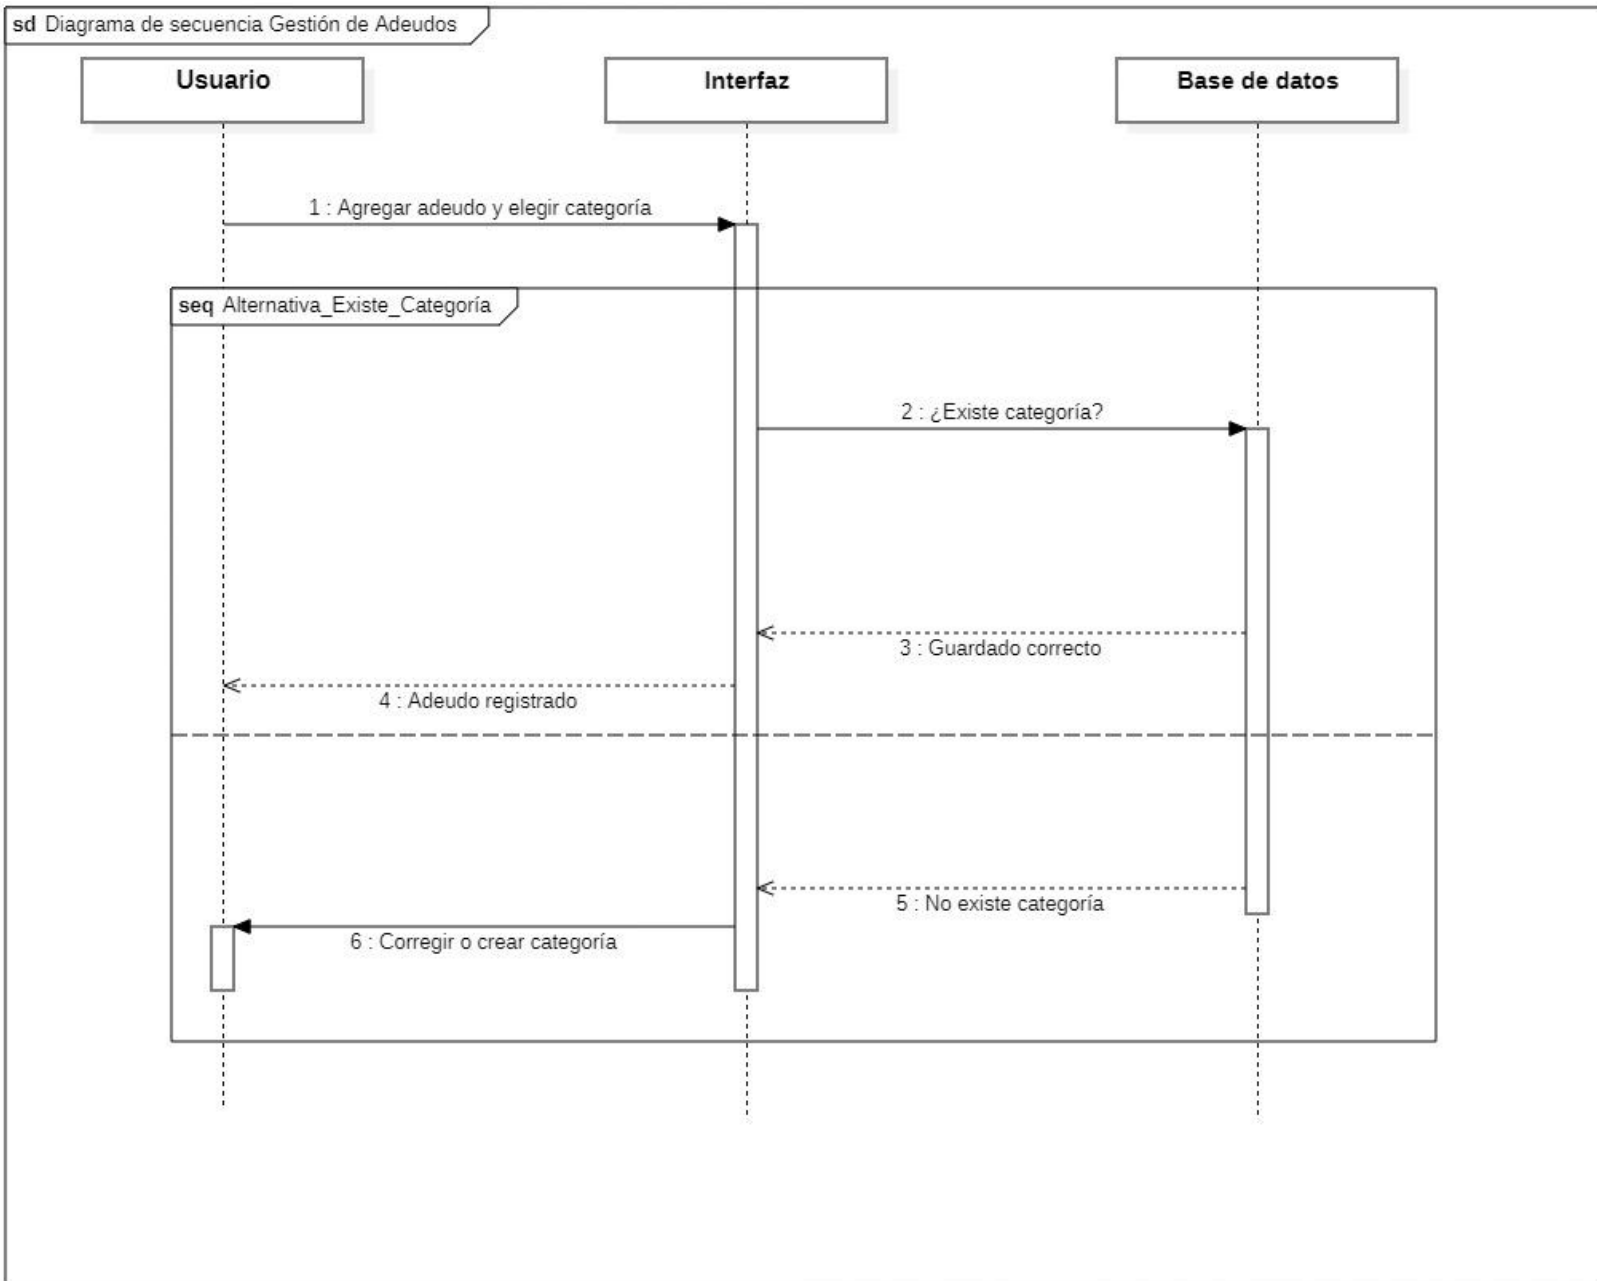 sd Diagrama de secuencia Gestión de Adeudos
Usuario
Interfaz
Base de datos
1 : Agregar adeudo y elegir categoría
seq Alternativa_Existe_Categoría
2 : ¿Existe categoría?
3 : Guardado correcto
4 : Adeudo registrado
5 : No existe categoría
6 : Corregir o crear categoría